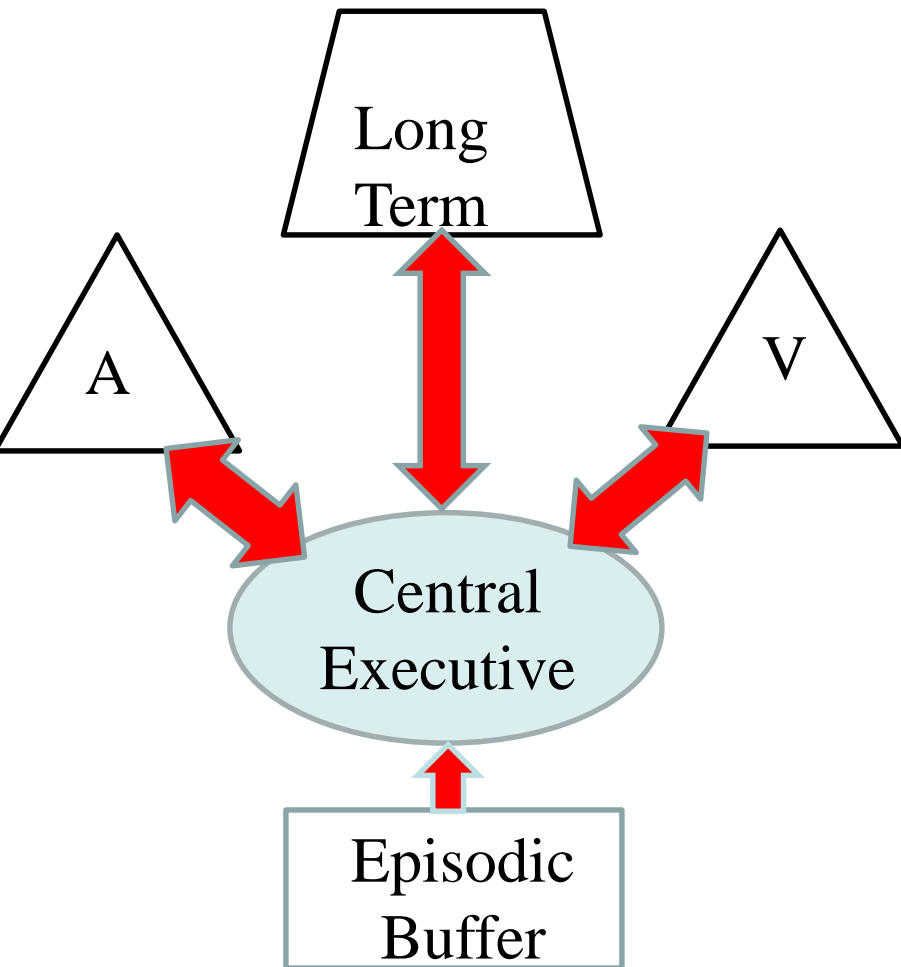 Long
Term
A
V
Central
Executive
Episodic
Buffer